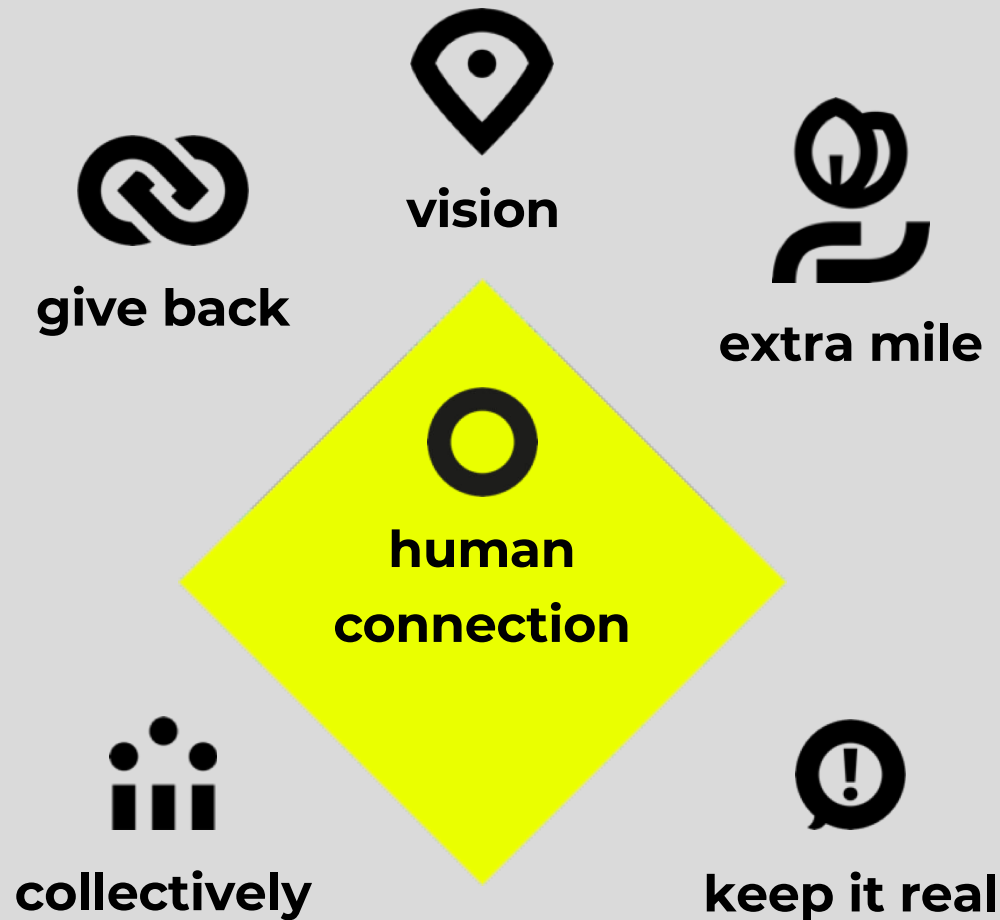 vision
give back
extra mile
human
connection
collectively
keep it real